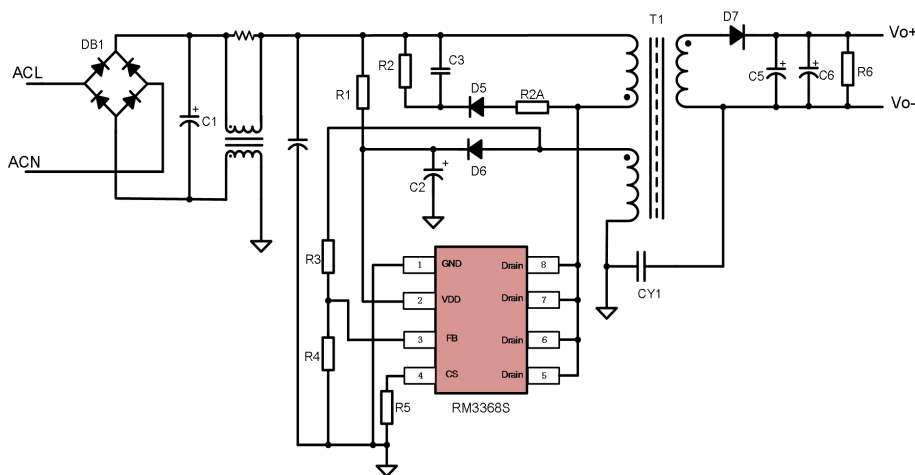 T1
D7
Vo+
DB1
R2
C3
ACL
D5
R2A
C5
C6
R6
R1
C1
Vo-
ACN
D6
C2
R3
1
GND
Drain
8
CY1
2
VDD
Drain
7
R4
3
FB
Drain
6
4
CS
Drain
5
R5
RM3368S
+
+
+
+